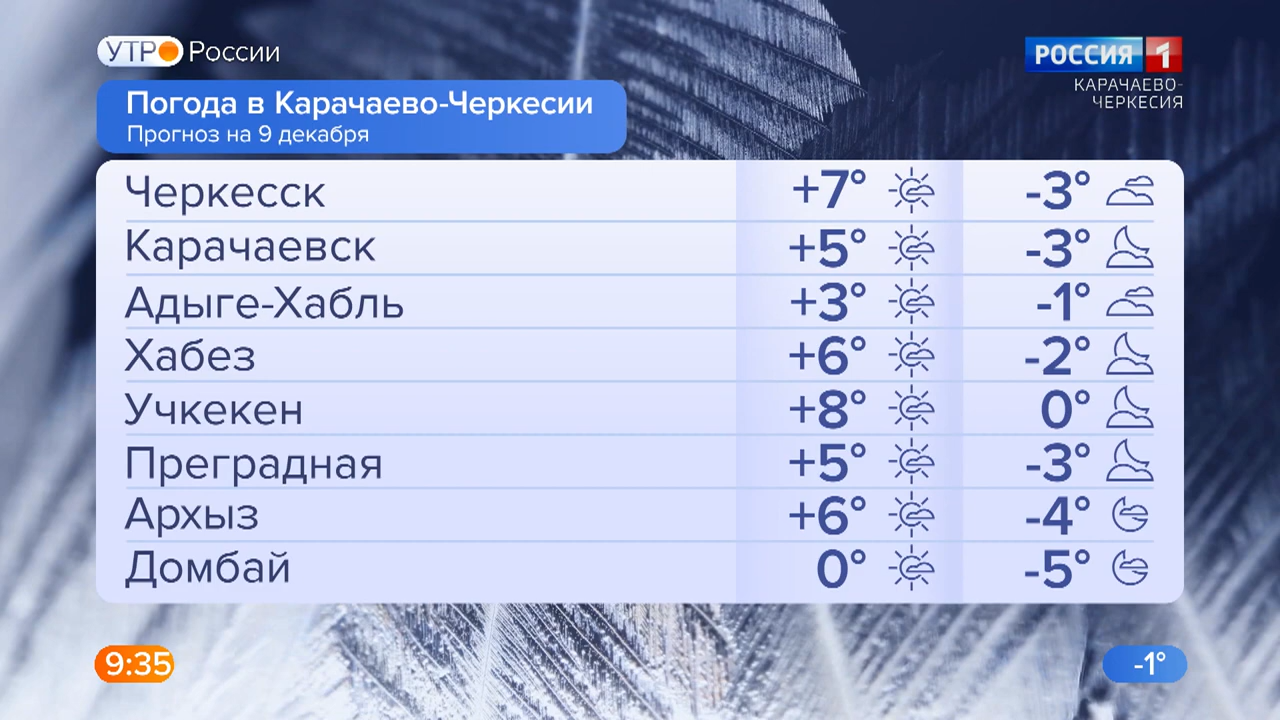 УТРО России
РОССИЯ 1
КАРАЧАЕВО-
ЧЕРКЕСИЯ
Погода в Карачаево-Черкесии
Прогноз на 9 декабря
Черкесск +7° -3°
Карачаевск +5° -3°
Адыге-Хабль +3° -1°
Хабез +6° -2°
Учкекен +8° 0°
Преградная +5° -3°
Архыз +6° -4°
Домбай 0° -5°
9:35 -1°